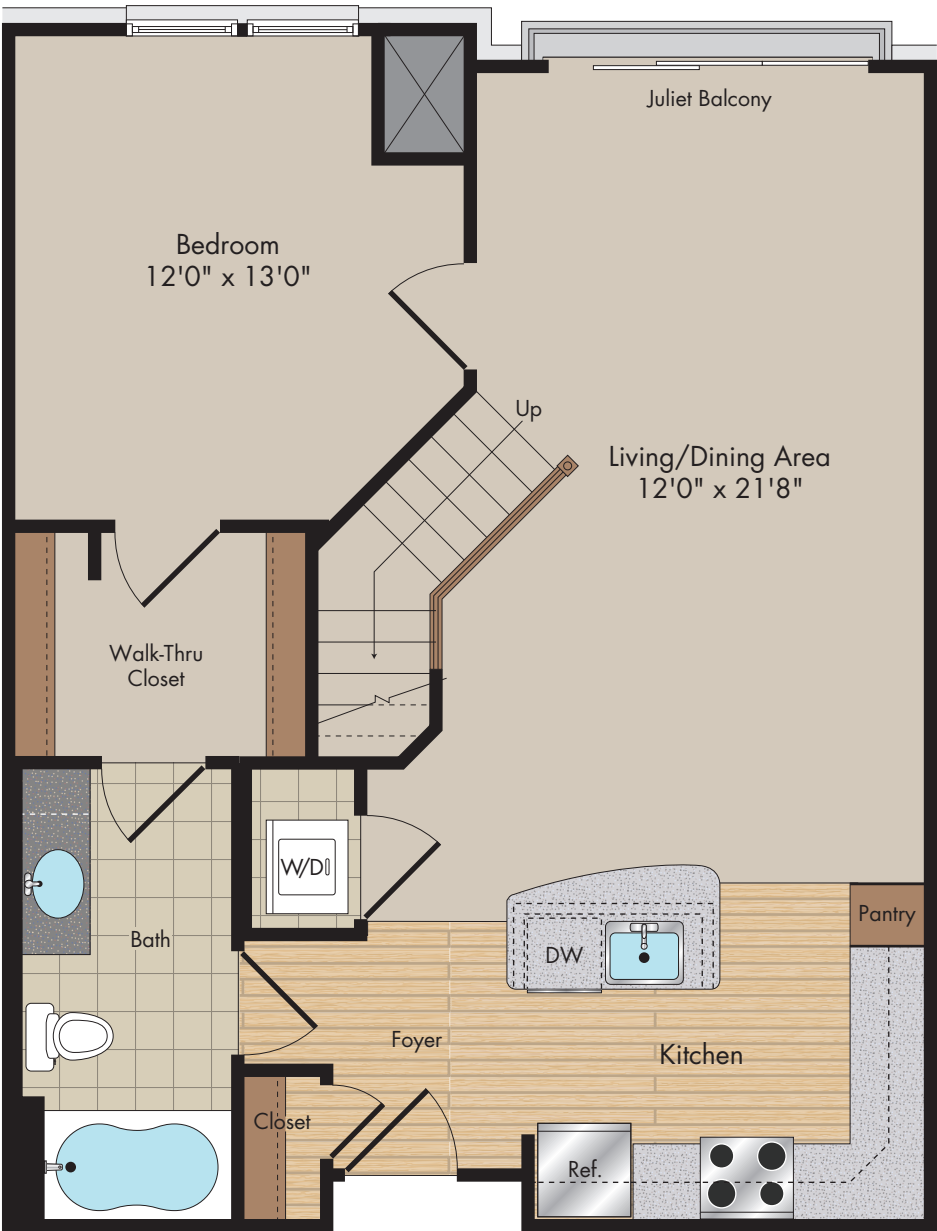 Juliet Balcony
Bedroom
12'0" x 13'0"
Up
Living/Dining Area
12'0" x 21'8"
Walk-Thru
Closet
W/D
Pantry
Bath
DW
Foyer
Kitchen
Closet
Ref.